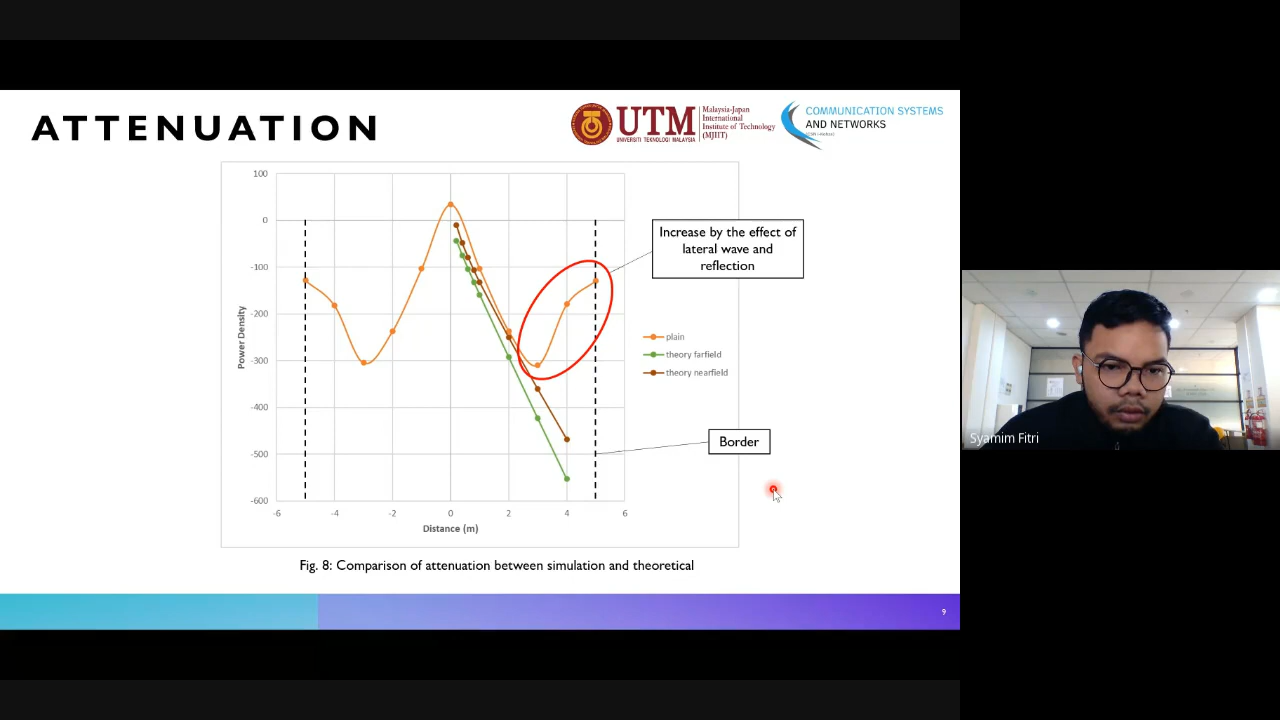 ATTENUATION
UTM
UNIVERSITI TEKNOLOGI MALAYSIA
Malaysia-Japan
International
Institute of Technology
(MJIIT)
COMMUNICATION SYSTEMS
AND NETWORKS
100
0
-100
-200
-300
-400
-500
-600
Power Density
-6
-4
-2
0
2
4
6
Distance (m)
plain
theory farfield
theory nearfield
Increase by the effect of
lateral wave and
reflection
Border
Fig. 8: Comparison of attenuation between simulation and theoretical
9
Syamim Fitri